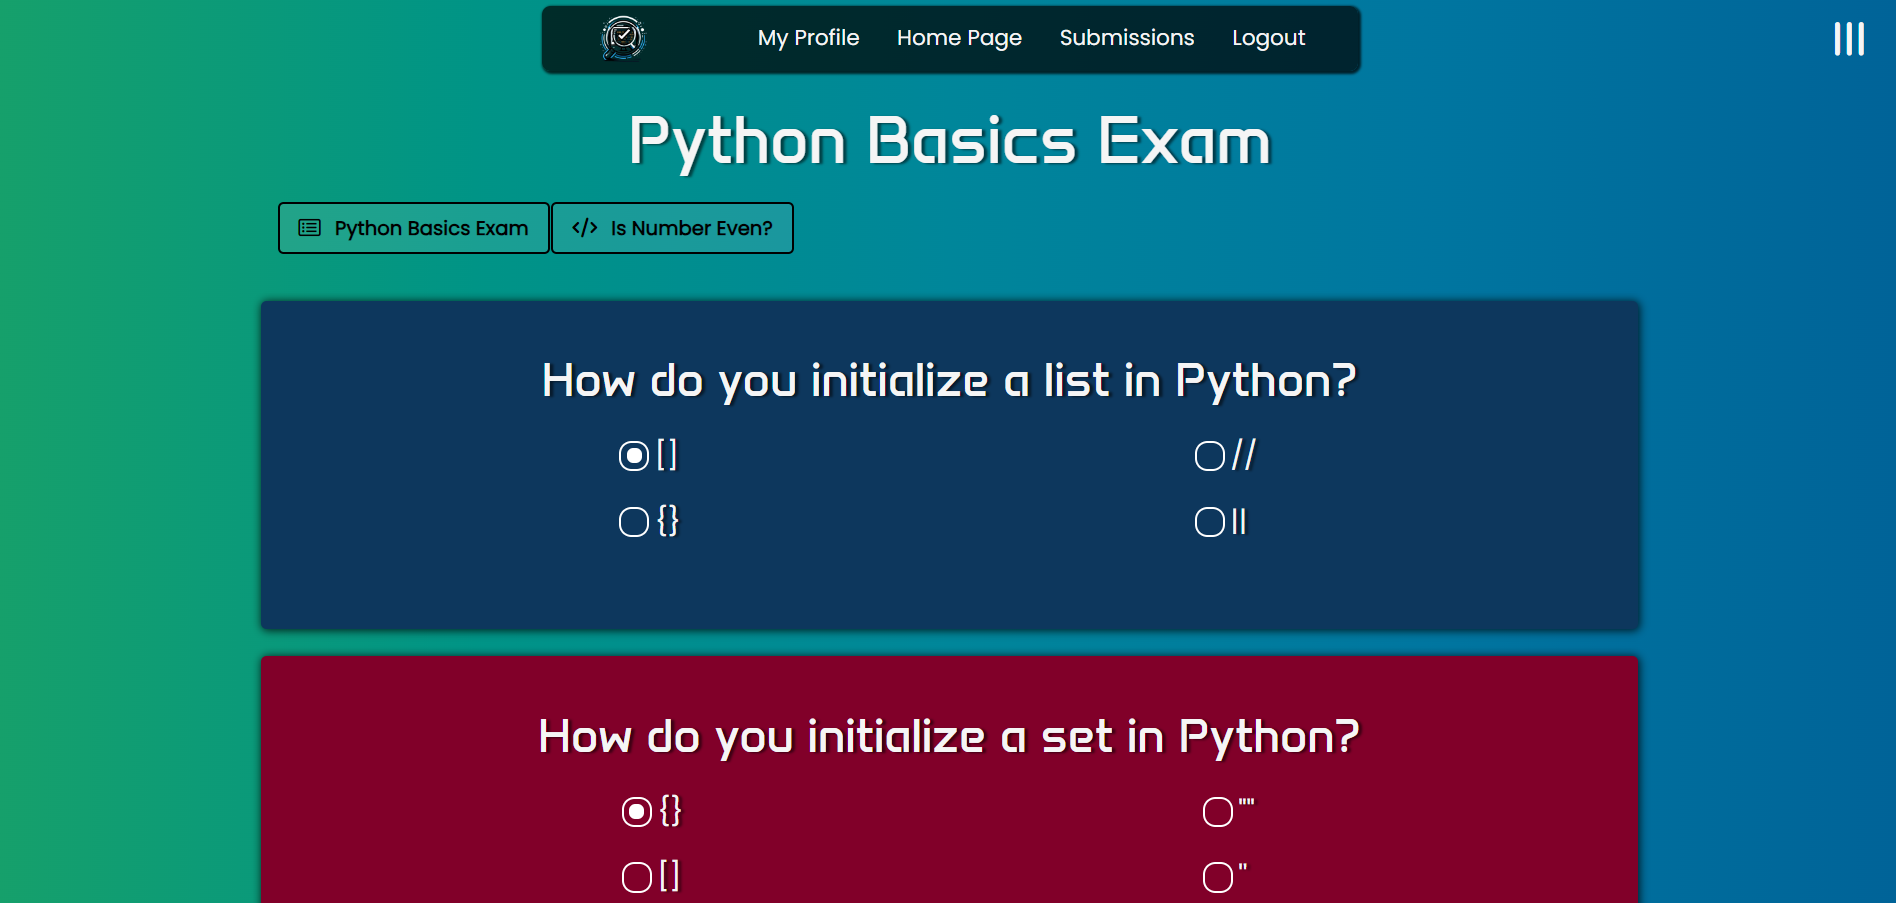 My Profile Home Page Submissions Logout
Python Basics Exam
Python Basics Exam </> Is Number Even?
How do you initialize a list in Python?
[] //
{} ||
How do you initialize a set in Python?
{} ""
[] "